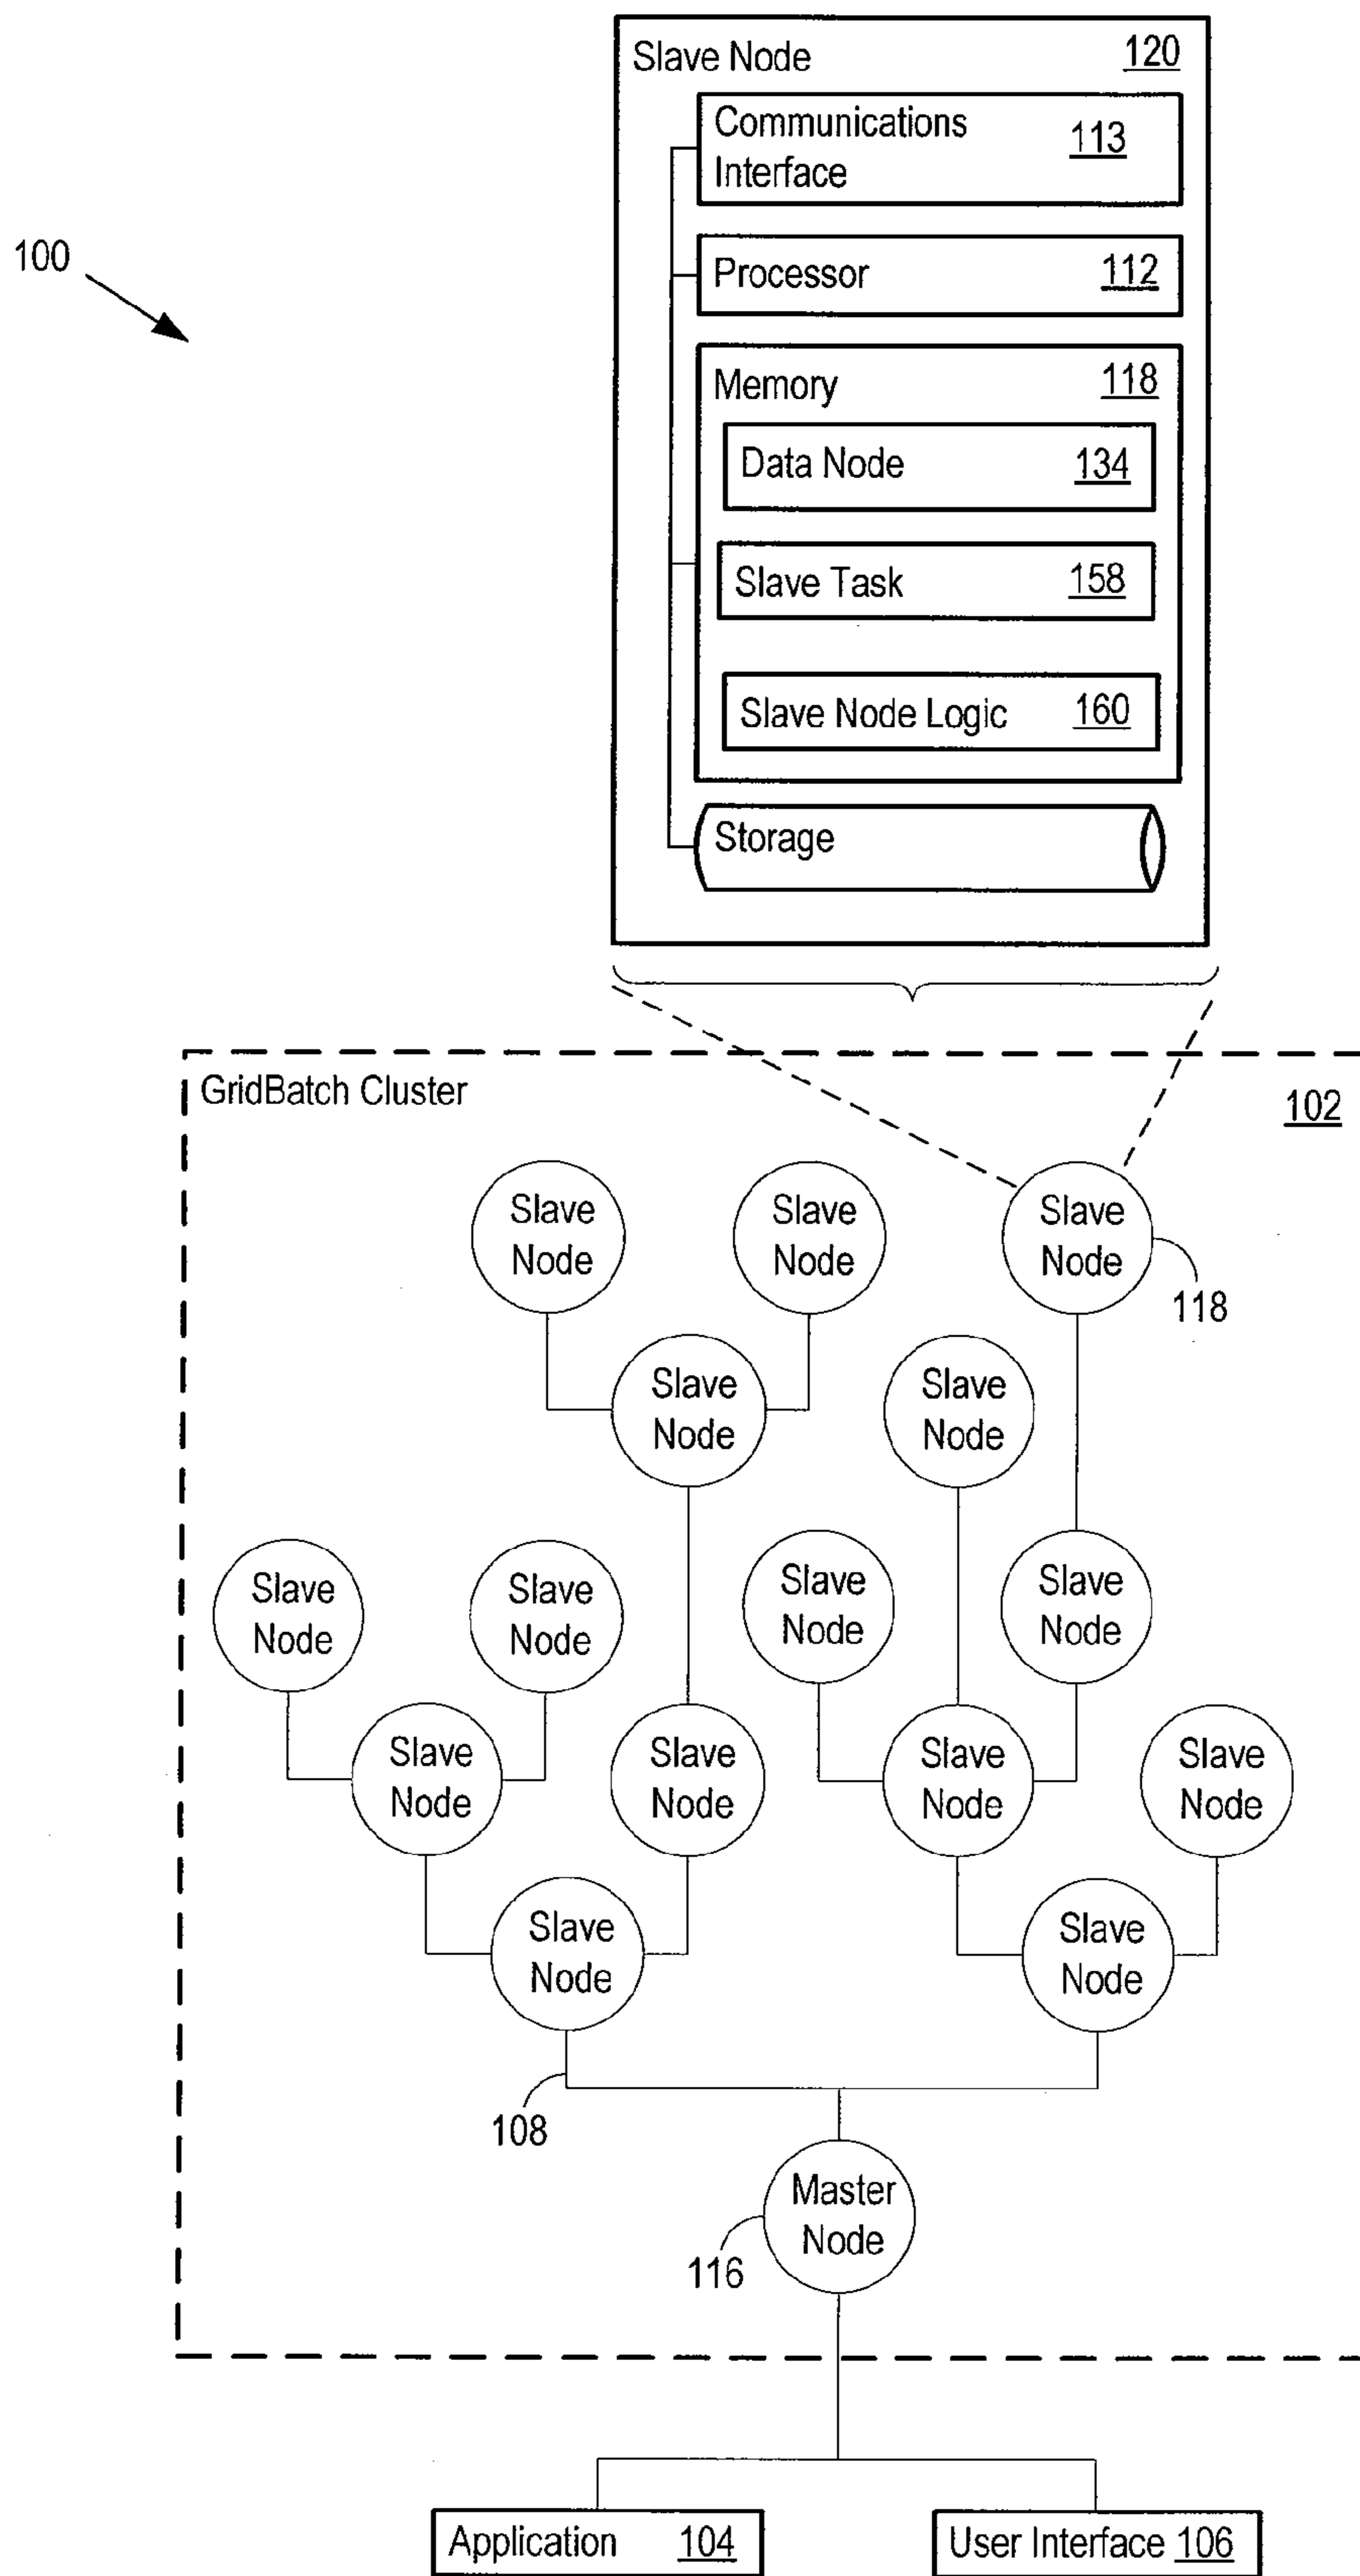 Slave Node 120
Communications
Interface 113
100
Processor 112
Memory 118
Data Node 134
Slave Task 158
Slave Node Logic 160
Storage
GridBatch Cluster
102
Slave
Node
Slave
Node
Slave
Node
118
Slave
Node
Slave
Node
Slave
Node
Slave
Node
Slave
Node
Slave
Node
Slave
Node
Slave
Node
Slave
Node
Slave
Node
Slave
Node
Slave
Node
108
Master
Node
116
Application 104
User Interface 106